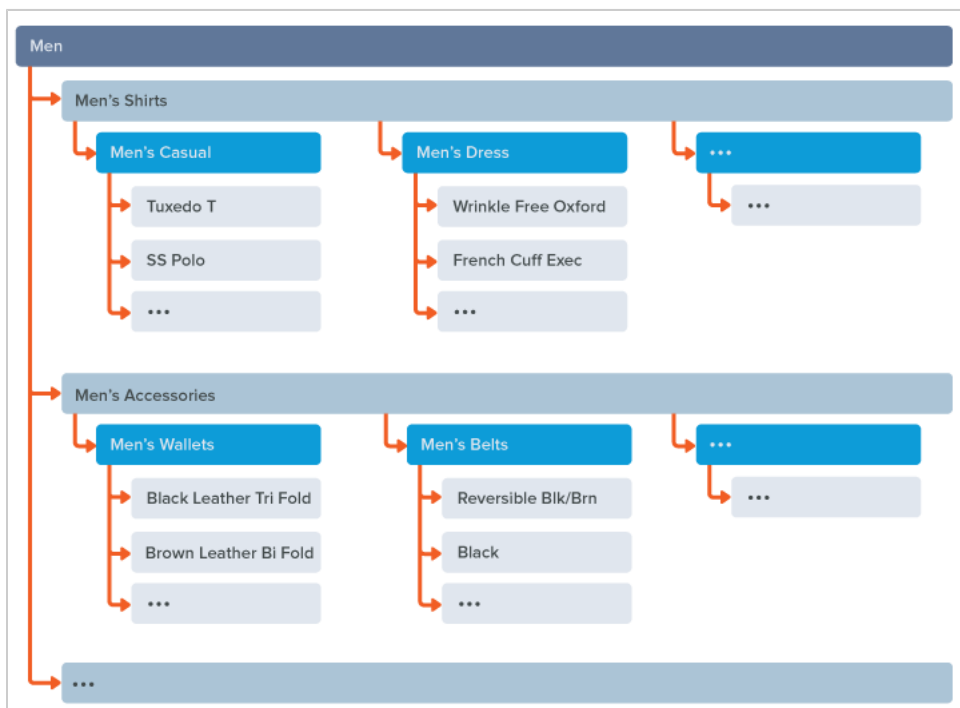 Men
Men’s Shirts
Men’s Casual
Men’s Dress
•••
Tuxedo T
Wrinkle Free Oxford
•••
SS Polo
French Cuff Exec
•••
•••
Men’s Accessories
Men’s Wallets
Men’s Belts
•••
Black Leather Tri Fold
Reversible Blk/Brn
•••
Brown Leather Bi Fold
Black
•••
•••
•••